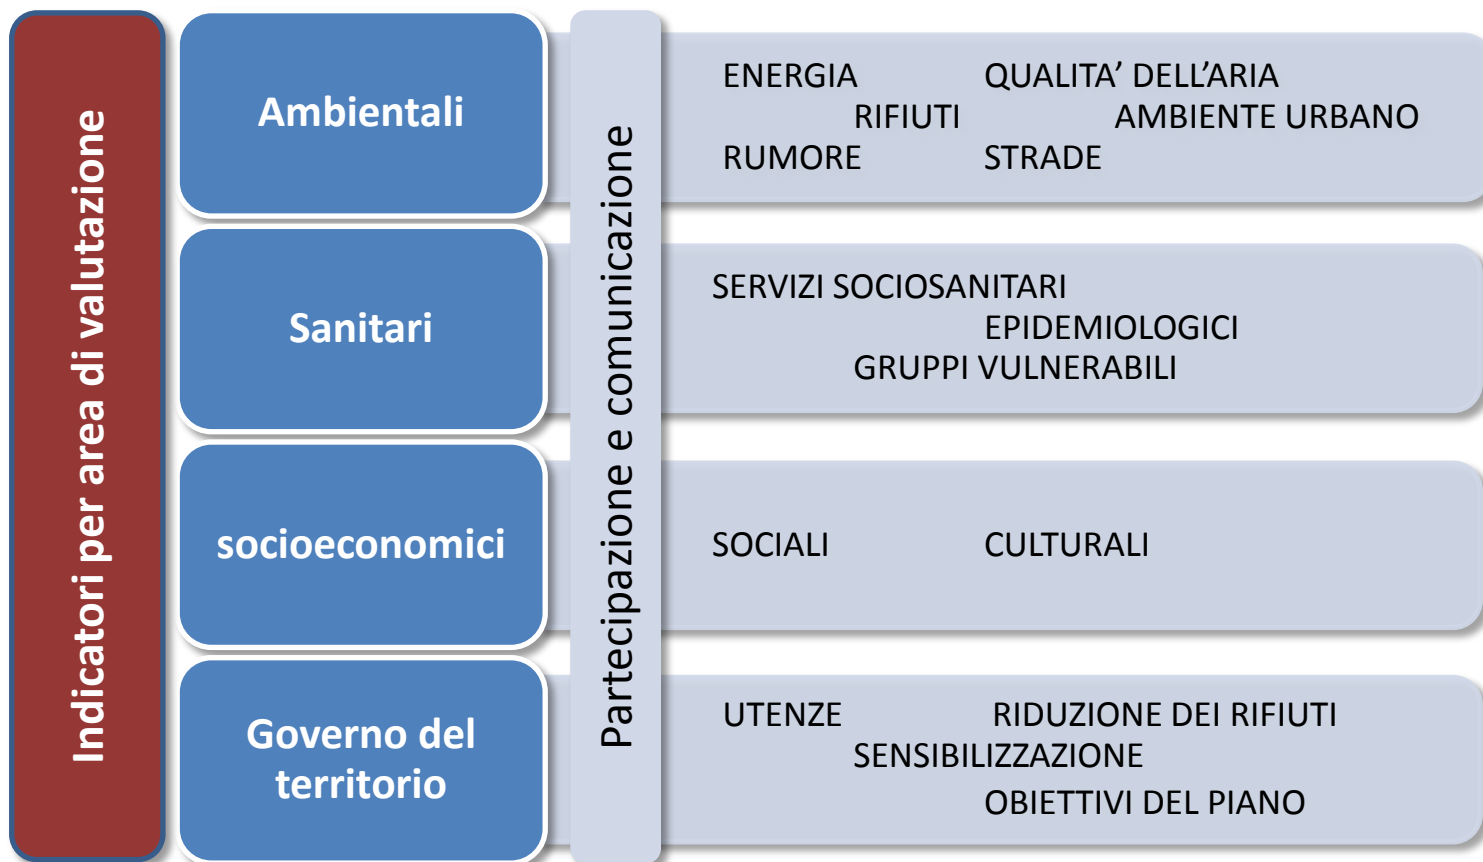 Indicatori per area di valutazione
Partecipazione e comunicazione
Ambientali
ENERGIA QUALITA’ DELL’ARIA
RIFIUTI AMBIENTE URBANO
RUMORE STRADE
Sanitari
SERVIZI SOCIOSANITARI
EPIDEMIOLOGICI
GRUPPI VULNERABILI
socioeconomici
SOCIALI CULTURALI
Governo del
territorio
UTENZE RIDUZIONE DEI RIFIUTI
SENSIBILIZZAZIONE
OBIETTIVI DEL PIANO